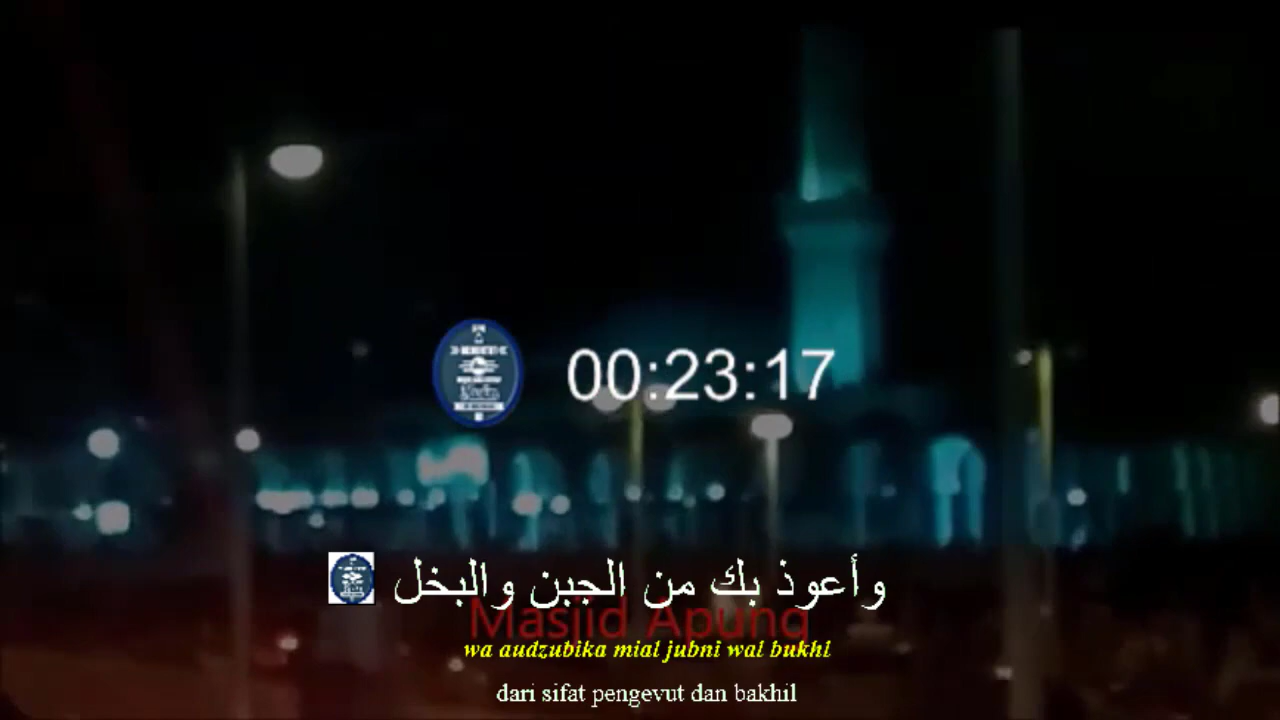 00:23:17
وأعوذ بك من الجبن والبخل
Masjid Apung
wa audzubika mial jubni wal bukhl
dari sifat pengevut dan bakhil